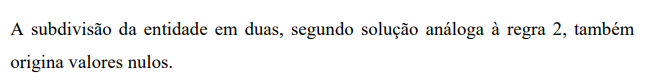 A subdivisão da entidade em duas, segundo solução análoga à regra 2, também
origina valores nulos.